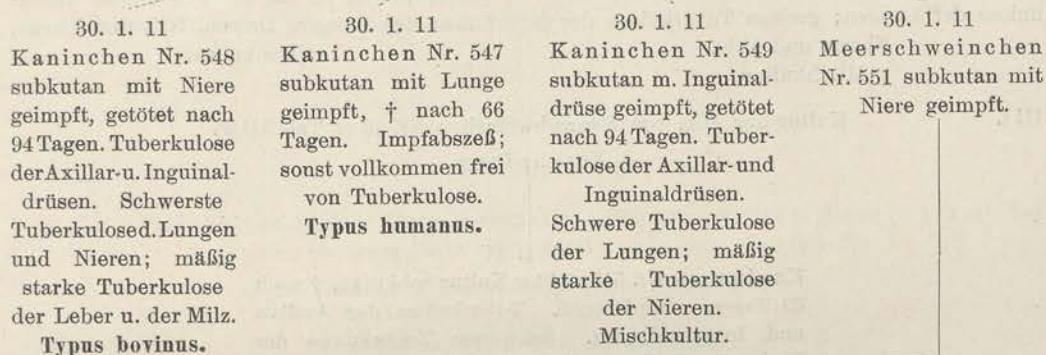 30. 1. 11
Kaninchen Nr. 548
subkutan mit Niere
geimpft, getötet nach
94 Tagen. Tuberkulose
der Axillar- u. Inguinal-
drüsen. Schwerste
Tuberkulose d. Lungen
und Nieren; mäßig
starke Tuberkulose
der Leber u. der Milz.
Typus bovinus.
30. 1. 11
Kaninchen Nr. 547
subkutan mit Lunge
geimpft, † nach 66
Tagen. Impfabszeß;
sonst vollkommen frei
von Tuberkulose.
Typus humanus.
30. 1. 11
Kaninchen Nr. 549
subkutan m. Inguinal-
drüse geimpft, getötet
nach 94 Tagen. Tuber-
kulose der Axillar- und
Inguinaldrüsen.
Schwere Tuberkulose
der Lungen; mäßig
starke Tuberkulose
der Nieren.
Mischkultur.
30. 1. 11
Meerschweinchen
Nr. 551 subkutan mit
Niere geimpft.